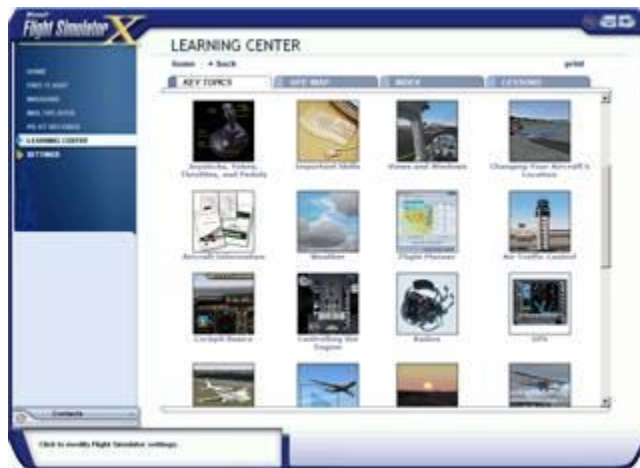 Microsoft
Flight Simulator X
LEARNING CENTER
home
back
print
KEY TOPICS
SITE MAP
INDEX
LESSONS
HOME
FREE FLIGHT
MISSIONS
MULTIPLAYER
PILOT RECORDS
LEARNING CENTER
SETTINGS
Joysticks, Yokes,
Throttles, and Pedals
Important Skills
Views and Windows
Changing Your Aircraft's
Location
Aircraft Information
Weather
Flight Planner
Air Traffic Control
Cockpit Basics
Controlling the
Engine
Radios
GPS
Contacts
Click to modify Flight Simulator settings.